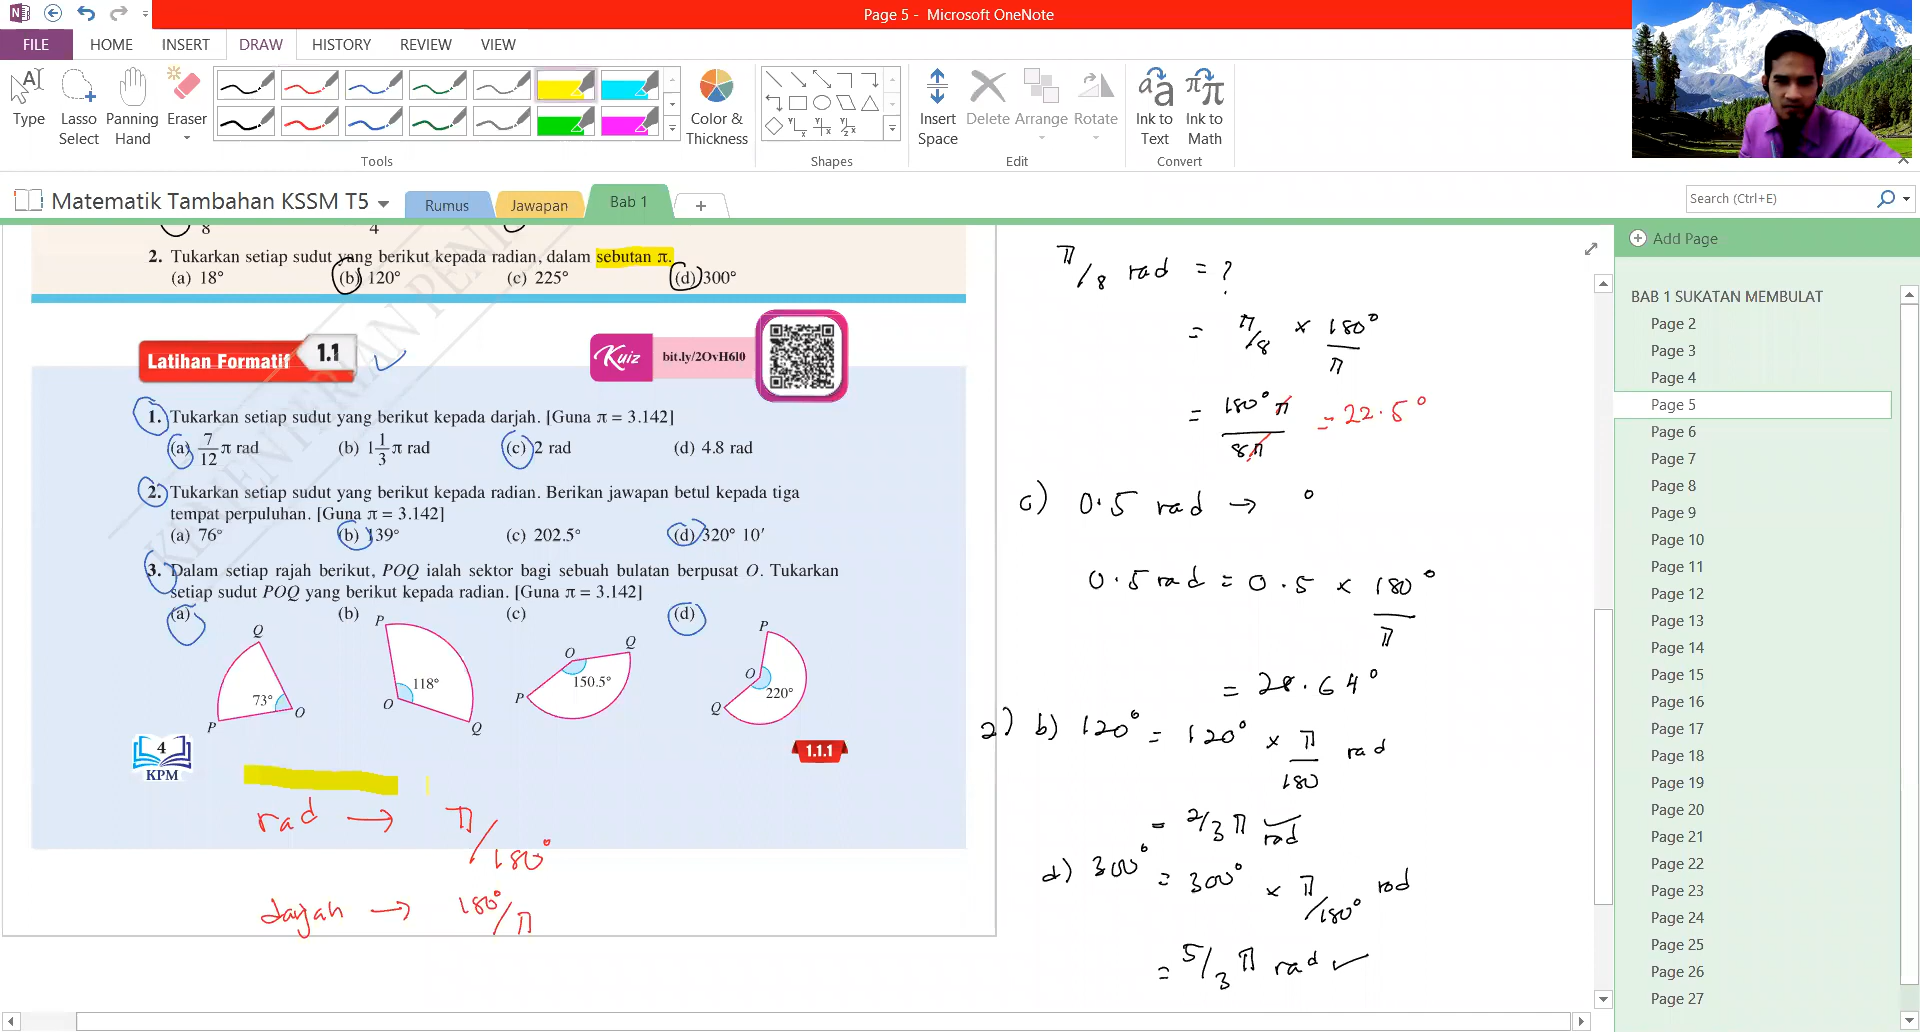 Page 5 - Microsoft OneNote
FILE HOME INSERT DRAW HISTORY REVIEW VIEW
Type
Lasso Select
Panning Hand
Eraser
Color & Thickness
Insert Space
Delete
Arrange
Rotate
Ink to Text
Ink to Math
Tools
Shapes
Edit
Convert
Matematik Tambahan KSSM T5
Rumus
Jawapan
Bab 1
Search (Ctrl+E)
8 4
2. Tukarkan setiap sudut yang berikut kepada radian, dalam sebutan π.
(a) 18° (b) 120° (c) 225° (d) 300°
Latihan Formatif 1.1
Kuiz bit.ly/2OvH6l0
KEMENTERIAN PEN
1. Tukarkan setiap sudut yang berikut kepada darjah. [Guna π = 3.142]
(a) 7/12 π rad (b) 1 1/3 π rad (c) 2 rad (d) 4.8 rad
2. Tukarkan setiap sudut yang berikut kepada radian. Berikan jawapan betul kepada tiga
tempat perpuluhan. [Guna π = 3.142]
(a) 76° (b) 139° (c) 202.5° (d) 320° 10′
3. Dalam setiap rajah berikut, POQ ialah sektor bagi sebuah bulatan berpusat O. Tukarkan
setiap sudut POQ yang berikut kepada radian. [Guna π = 3.142]
(a) (b) (c) (d)
Q 73° O P
P 118° O Q
O Q 150.5° P
P O 220° Q
4
KPM
1.1.1
rad → π/180°
darjah → 180°/π
π/8 rad = ?
= π/8 × 180°/π
= 180°π/8π = 22.5°
c) 0.5 rad → °
0.5 rad = 0.5 × 180°/π
= 28.64°
2) b) 120° = 120° × π/180 rad
= 2/3 π rad
d) 300° = 300° × π/180° rad
= 5/3 π rad ✓
Add Page
BAB 1 SUKATAN MEMBULAT
Page 2
Page 3
Page 4
Page 5
Page 6
Page 7
Page 8
Page 9
Page 10
Page 11
Page 12
Page 13
Page 14
Page 15
Page 16
Page 17
Page 18
Page 19
Page 20
Page 21
Page 22
Page 23
Page 24
Page 25
Page 26
Page 27